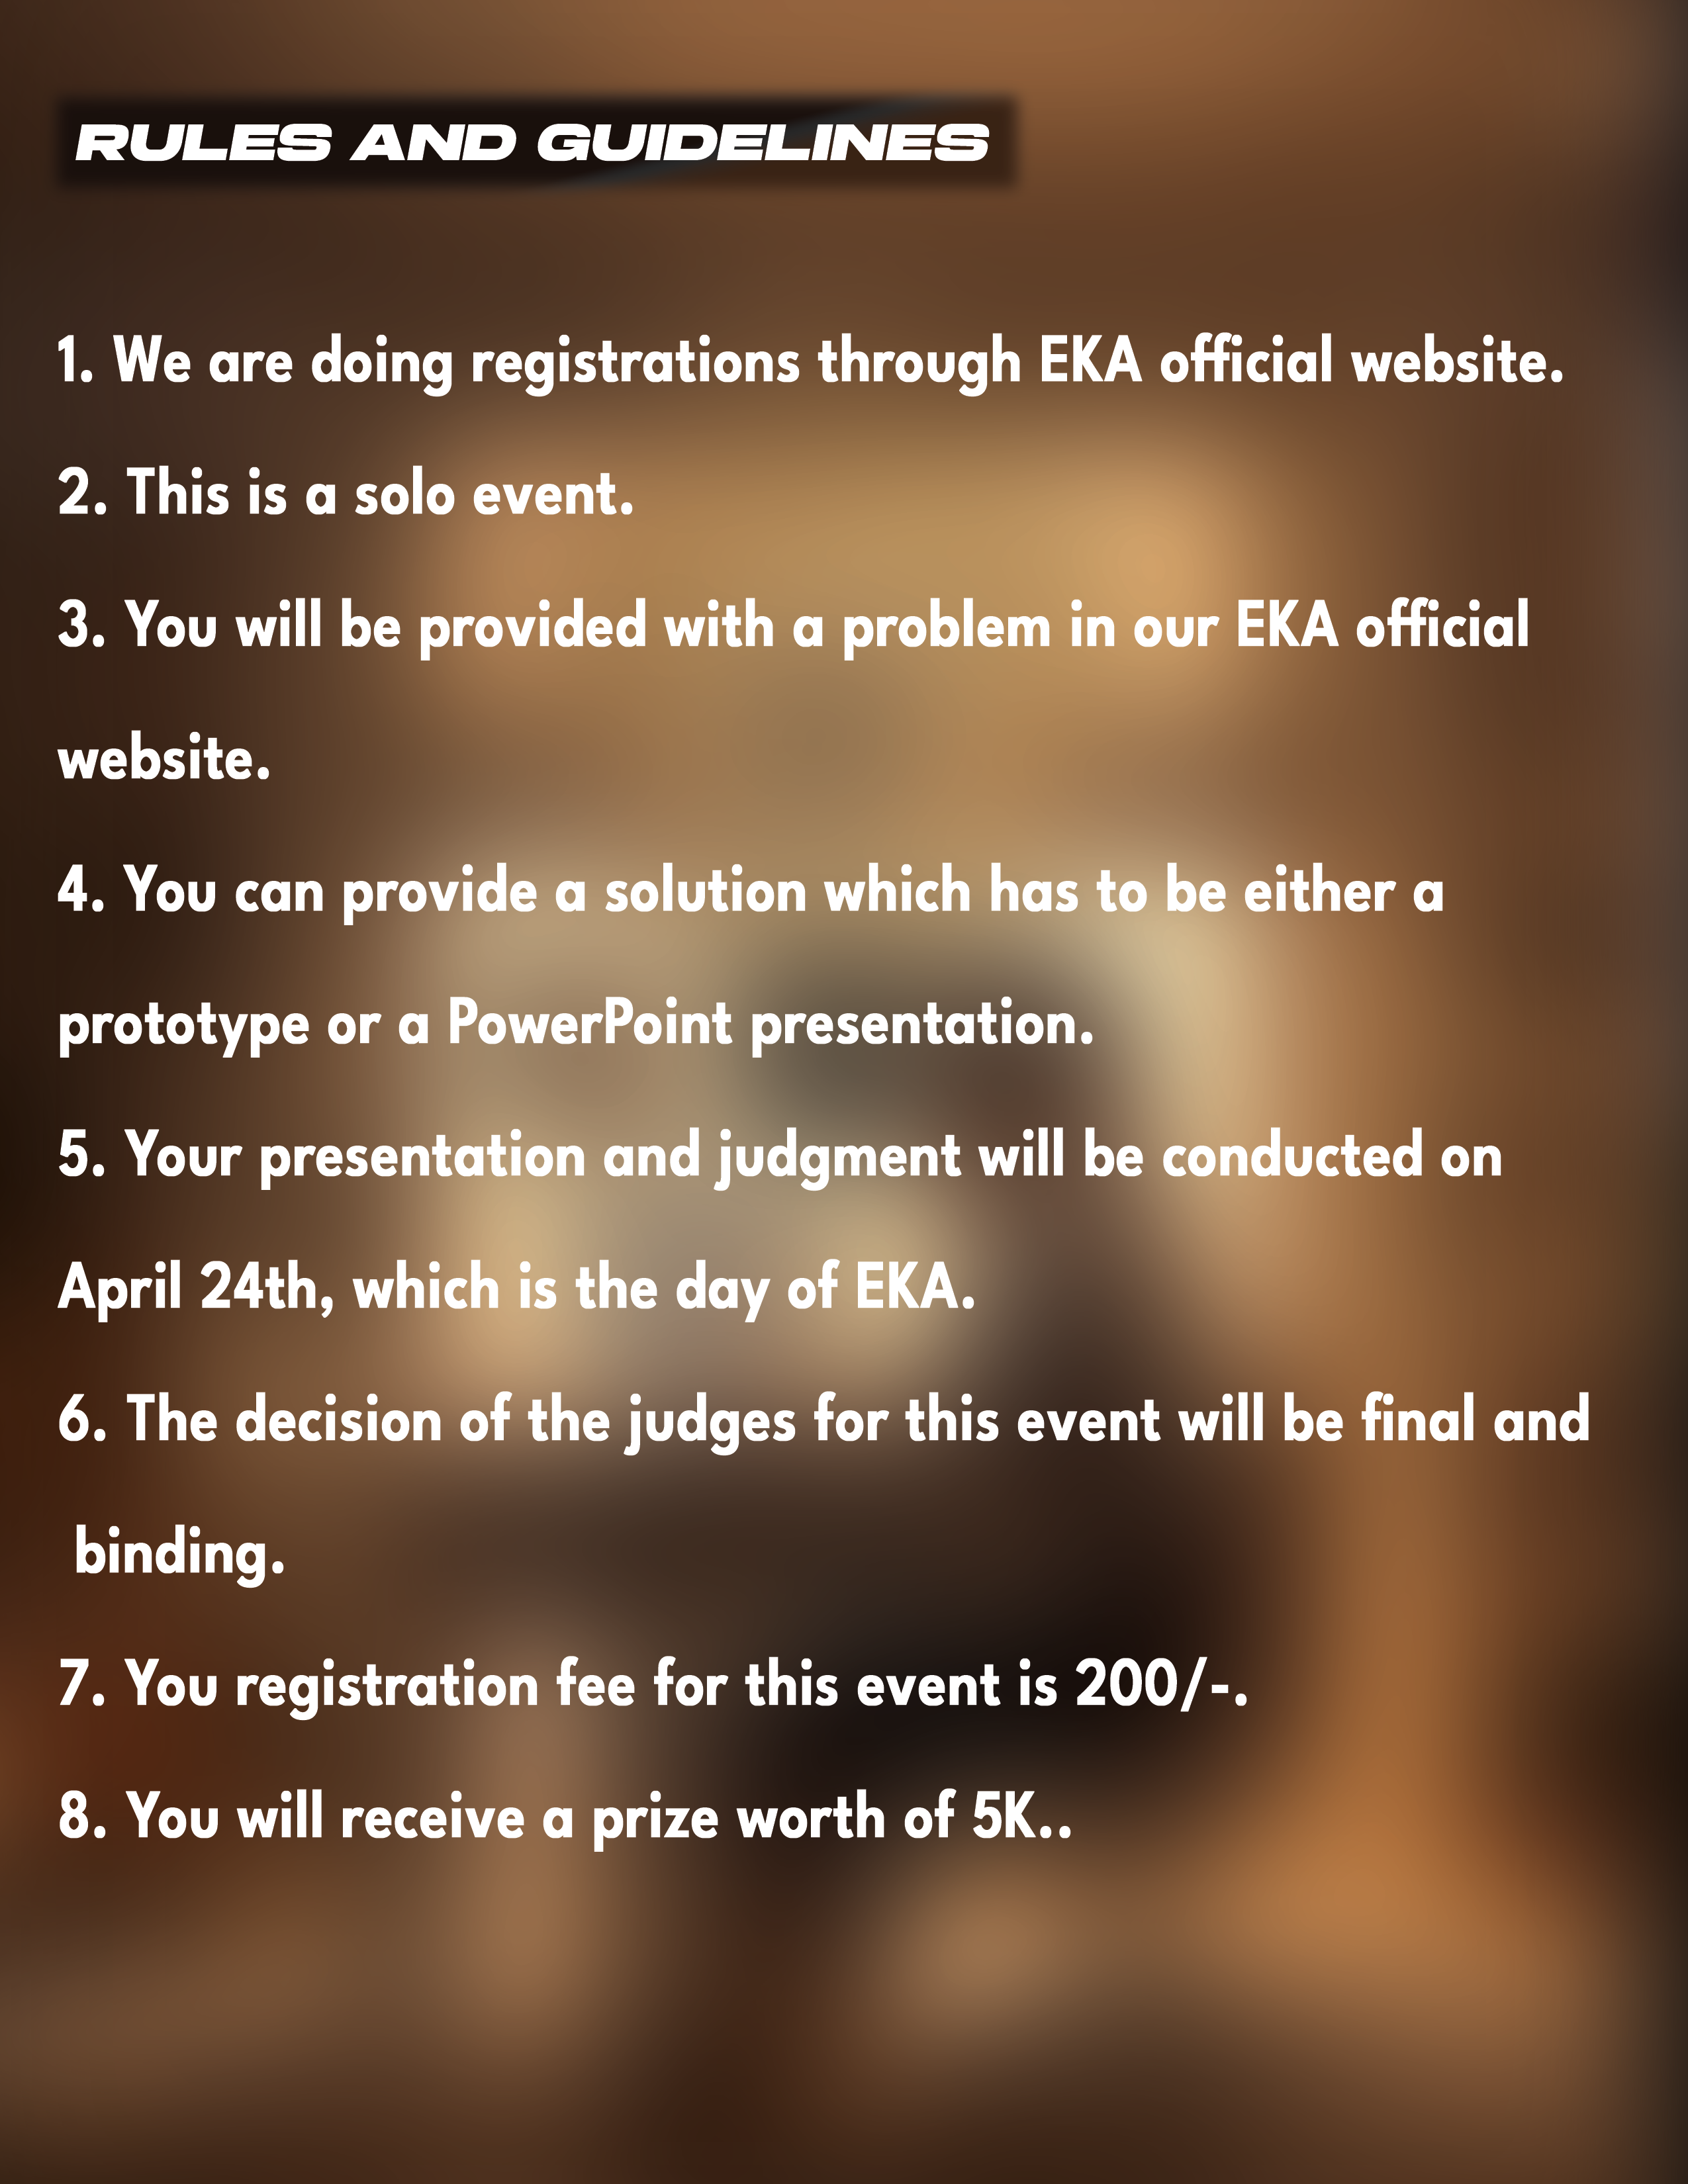 RULES AND GUIDELINES
1. We are doing registrations through EKA official website.
2. This is a solo event.
3. You will be provided with a problem in our EKA official
website.
4. You can provide a solution which has to be either a
prototype or a PowerPoint presentation.
5. Your presentation and judgment will be conducted on
April 24th, which is the day of EKA.
6. The decision of the judges for this event will be final and
binding.
7. You registration fee for this event is 200/-.
8. You will receive a prize worth of 5K..